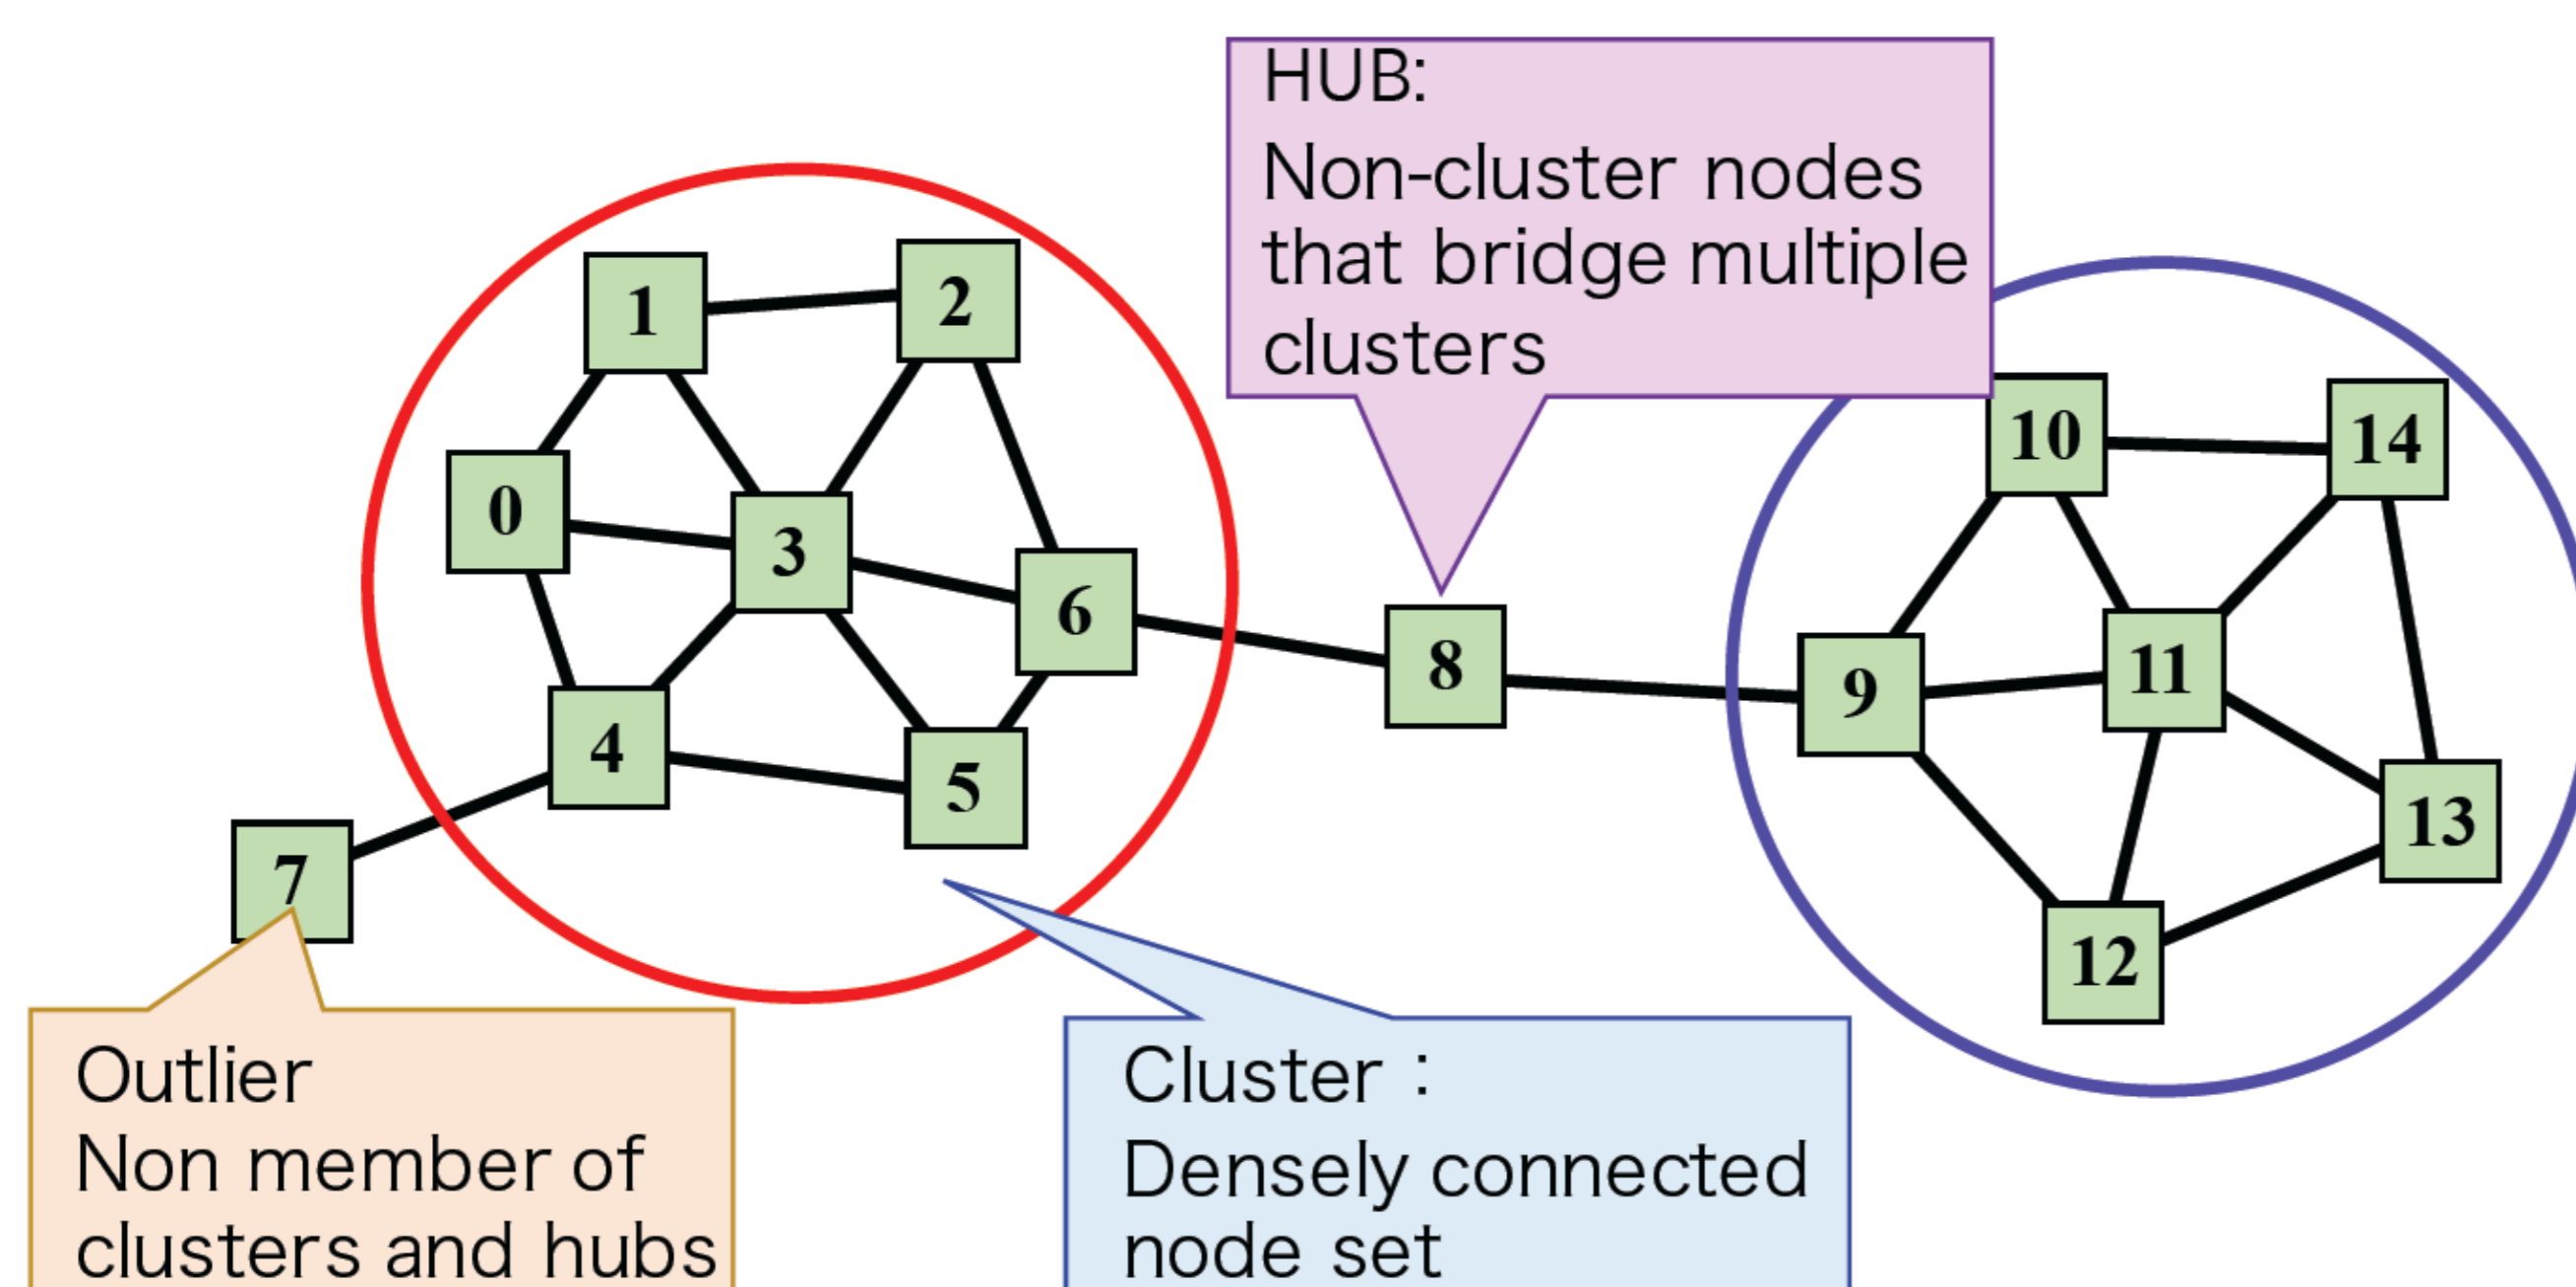 HUB:
Non-cluster nodes
that bridge multiple
clusters
1
2
0
3
6
4
5
7
8
10
14
9
11
13
12
Outlier
Non member of
clusters and hubs
Cluster：
Densely connected
node set